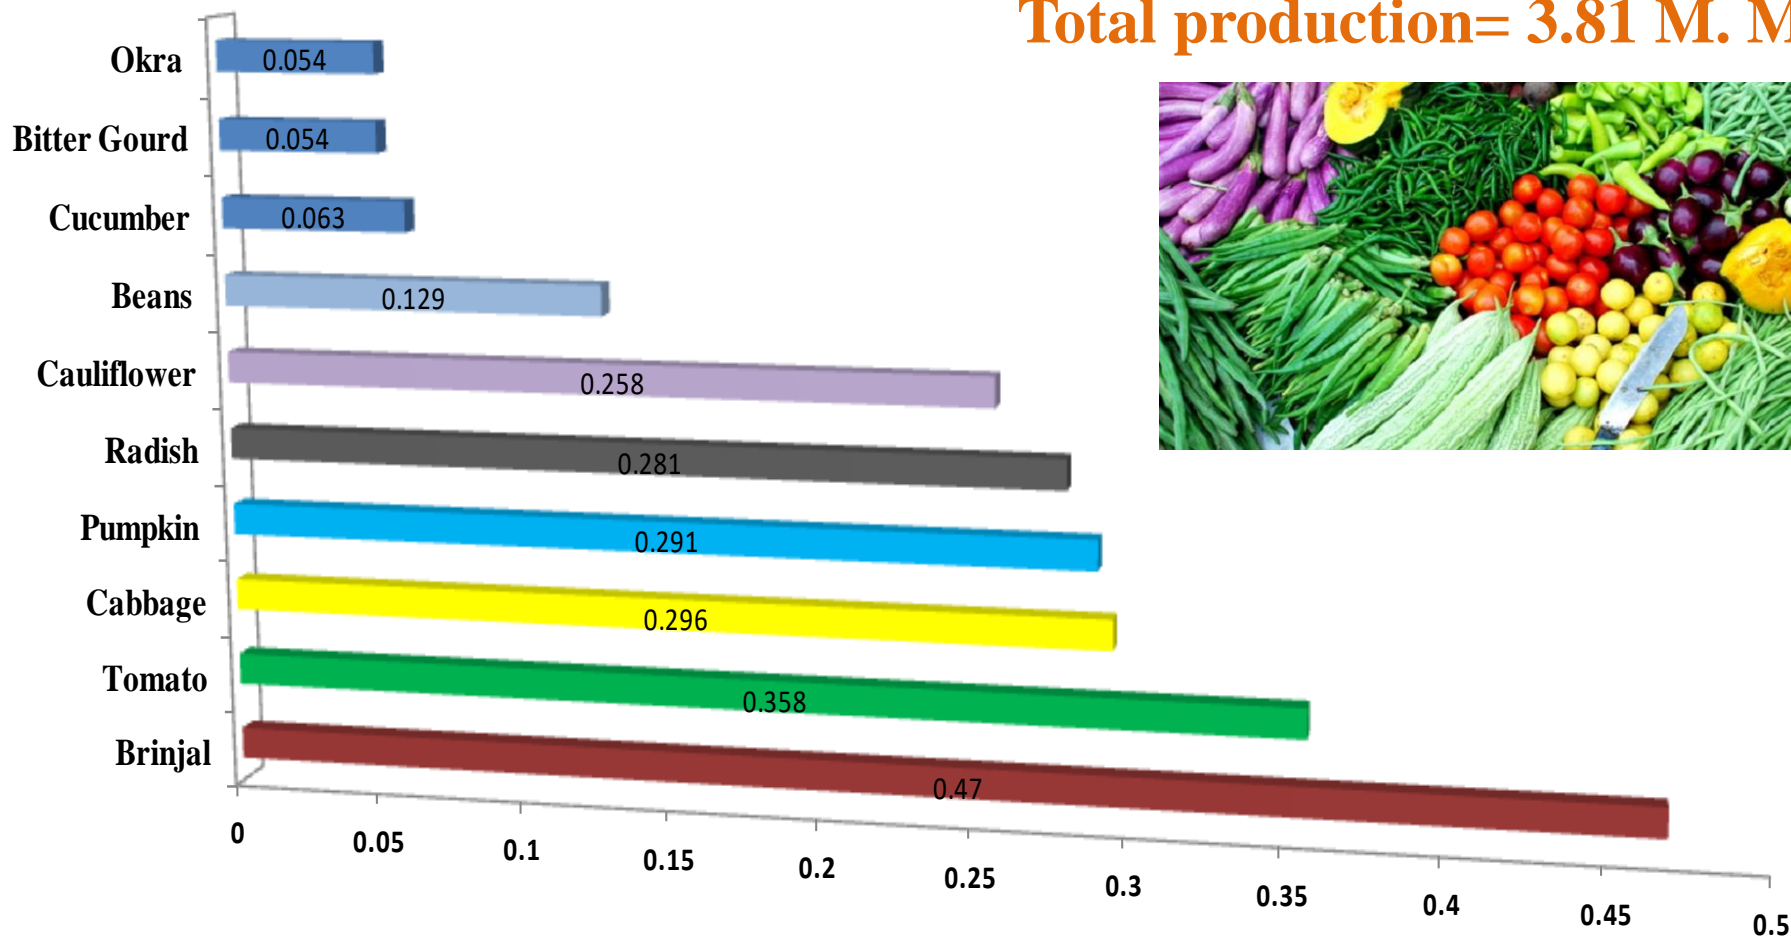 Total production= 3.81 M. M
Okra 0.054
Bitter Gourd 0.054
Cucumber 0.063
Beans 0.129
Cauliflower 0.258
Radish 0.281
Pumpkin 0.291
Cabbage 0.296
Tomato 0.358
Brinjal 0.47
0 0.05 0.1 0.15 0.2 0.25 0.3 0.35 0.4 0.45 0.5